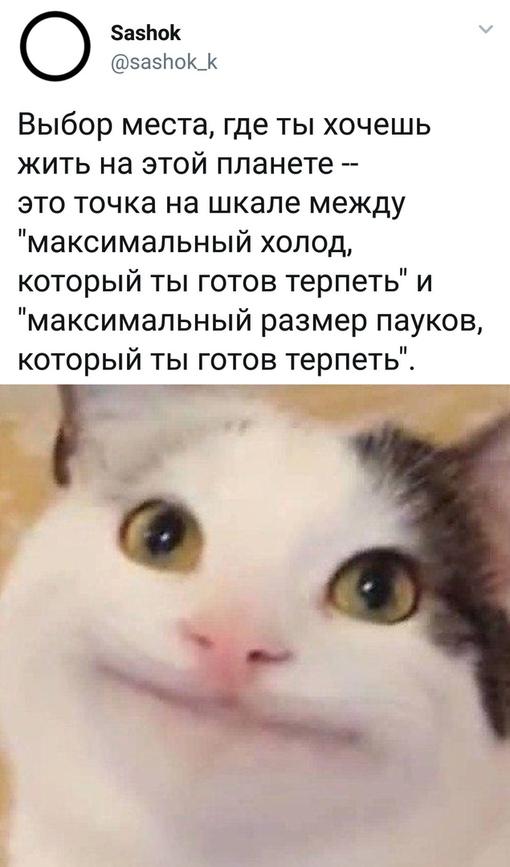 Sashok
@sashok_k
Выбор места, где ты хочешь
жить на этой планете --
это точка на шкале между
"максимальный холод,
который ты готов терпеть" и
"максимальный размер пауков,
который ты готов терпеть".